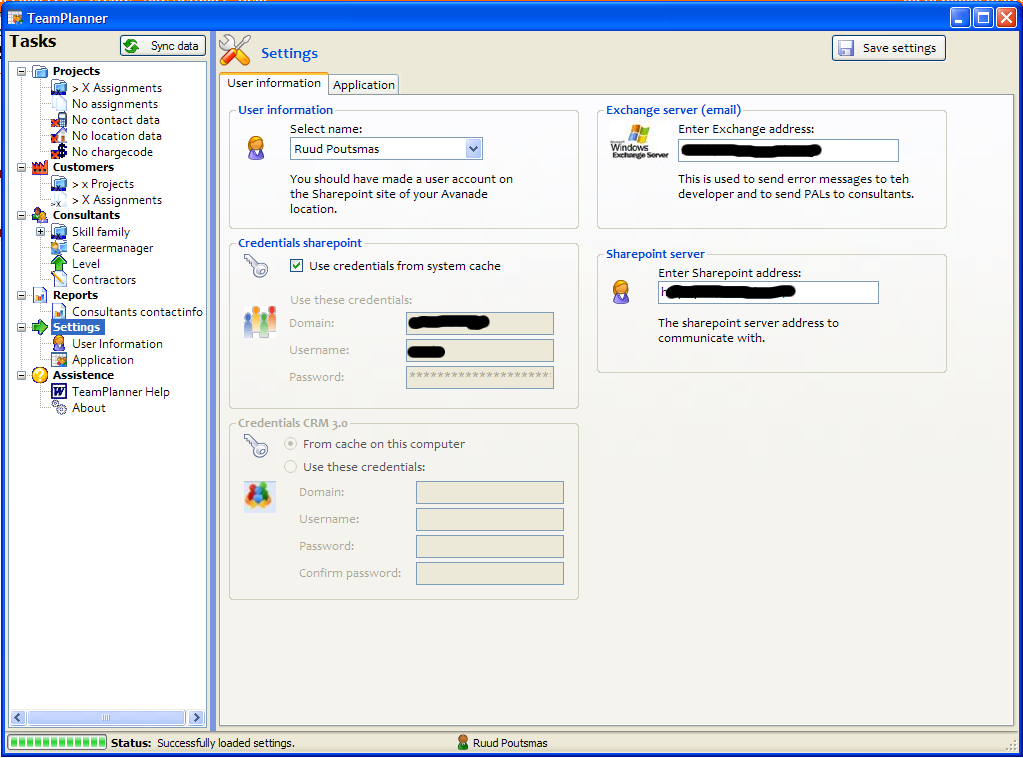 TeamPlanner
Tasks
Sync data
Projects
> X Assignments
No assignments
No contact data
No location data
No chargecode
Customers
> x Projects
> X Assignments
Consultants
Skill family
Careermanager
Level
Contractors
Reports
Consultants contactinfo
Settings
User Information
Application
Assistence
TeamPlanner Help
About
Settings
Save settings
User information
Application
User information
Select name:
Ruud Poutsmas
You should have made a user account on
the Sharepoint site of your Avanade
location.
Credentials sharepoint
Use credentials from system cache
Use these credentials:
Domain:
Username:
Password:
*********************
Credentials CRM 3.0
From cache on this computer
Use these credentials:
Domain:
Username:
Password:
Confirm password:
Exchange server (email)
Microsoft
Windows
Exchange Server
Enter Exchange address:
This is used to send error messages to teh
developer and to send PALs to consultants.
Sharepoint server
Enter Sharepoint address:
The sharepoint server address to
communicate with.
Status: Successfully loaded settings.
Ruud Poutsmas